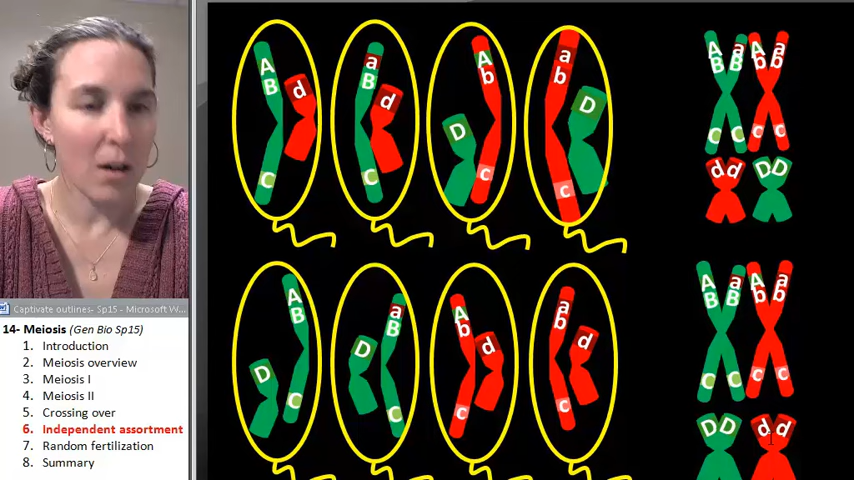 A
B
C
d
a
B
C
d
A
b
c
D
a
b
c
D
A
B
C
D
a
B
C
D
A
b
c
d
a
b
c
d
A a A a
B B b b
C C c c
d d D D
A a A a
B B b b
C C c c
D D d d
Captivate outlines- Sp15 - Microsoft W...
14- Meiosis (Gen Bio Sp15)
1. Introduction
2. Meiosis overview
3. Meiosis I
4. Meiosis II
5. Crossing over
6. Independent assortment
7. Random fertilization
8. Summary